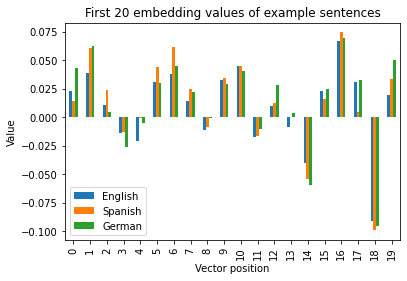 First 20 embedding values of example sentences
Value
0.075
0.050
0.025
0.000
-0.025
-0.050
-0.075
-0.100
English
Spanish
German
0 1 2 3 4 5 6 7 8 9 10 11 12 13 14 15 16 17 18 19
Vector position